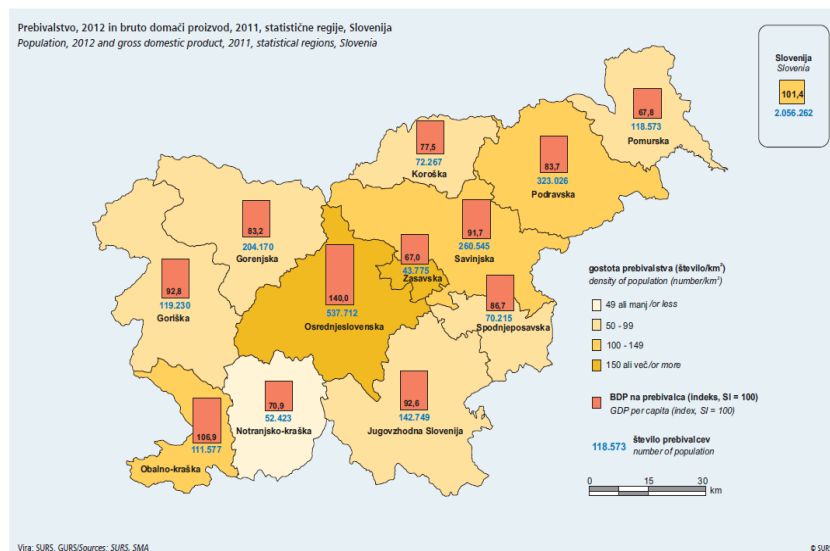 Prebivalstvo, 2012 in bruto domači proizvod, 2011, statistične regije, Slovenija
Population, 2012 and gross domestic product, 2011, statistical regions, Slovenia
Slovenija
Slovenia
101,4
2.056.262
67,8
118.573
Pomurska
77,5
72.267
Koroška
83,7
323.026
Podravska
83,2
204.170
Gorenjska
91,7
260.545
Savinjska
67,0
43.775
Zasavska
92,8
119.230
Goriška
140,0
537.712
Osrednjeslovenska
86,7
70.215
Spodnjeposavska
70,9
52.423
Notranjsko-kraška
92,6
142.749
Jugovzhodna Slovenija
106,9
111.577
Obalno-kraška
gostota prebivalstva (število/km²)
density of population (number/km²)
49 ali manj/or less
50 - 99
100 - 149
150 ali več/or more
BDP na prebivalca (indeks, SI = 100)
GDP per capita (index, SI = 100)
118.573 število prebivalcev
number of population
0 15 30
km
Vira: SURS, GURS/Sources: SURS, SMA
© SURS